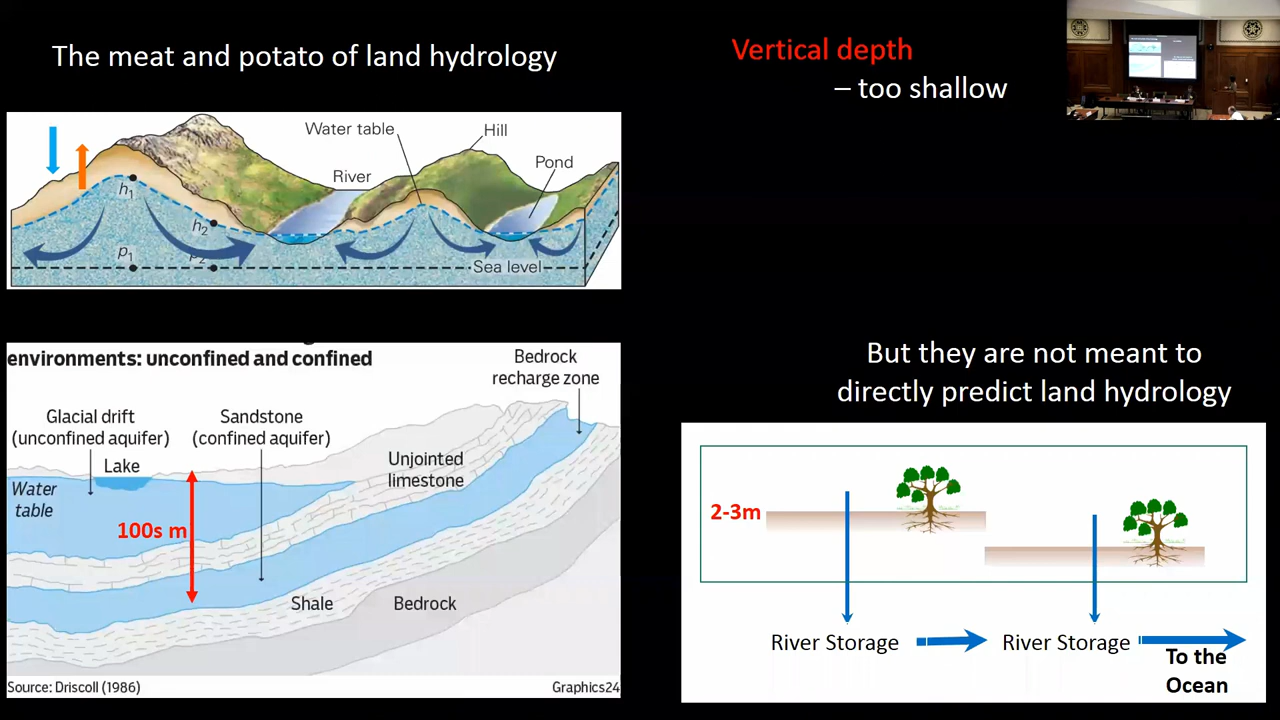 The meat and potato of land hydrology
Vertical depth
– too shallow
Water table
Hill
Pond
River
h1
h2
p1
Sea level
environments: unconfined and confined
Bedrock
recharge zone
Glacial drift
(unconfined aquifer)
Sandstone
(confined aquifer)
Lake
Unjointed
limestone
Water
table
100s m
Shale
Bedrock
Source: Driscoll (1986)
Graphics24
But they are not meant to
directly predict land hydrology
2-3m
River Storage
River Storage
To the
Ocean